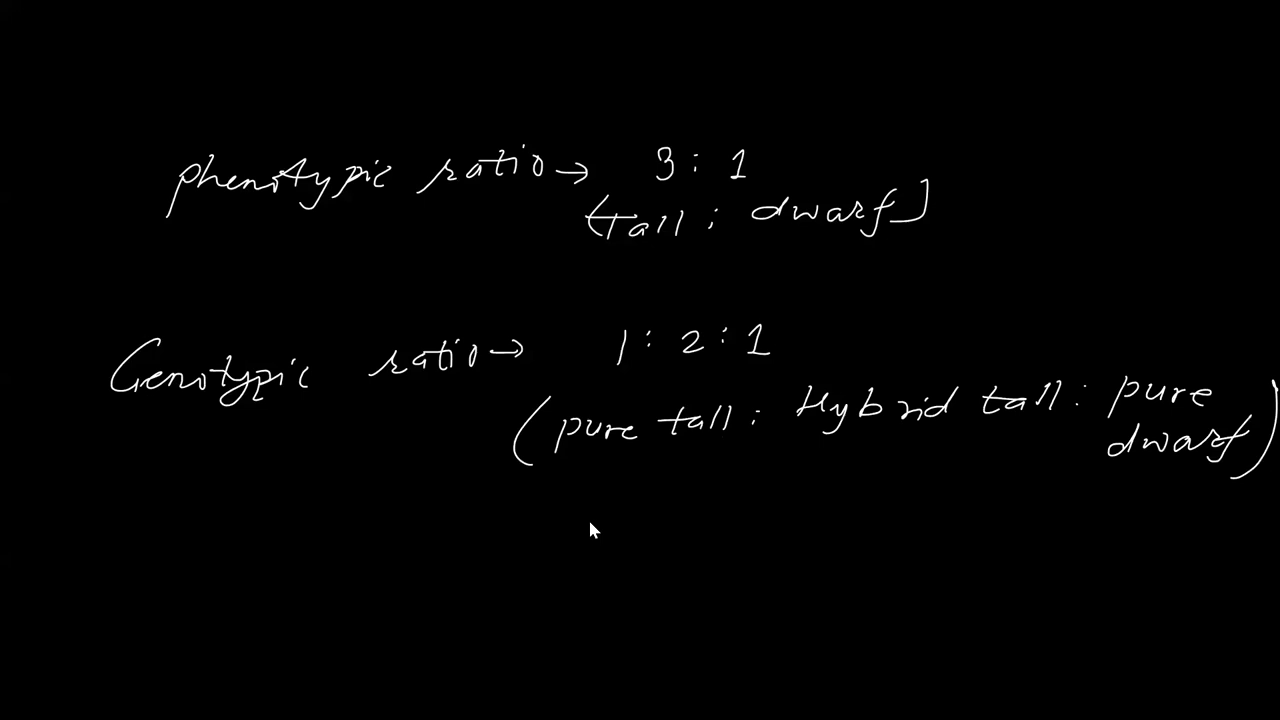 phenotypic ratio → 3 : 1
(tall : dwarf)
Genotypic ratio → 1 : 2 : 1
(pure tall : Hybrid tall : pure
dwarf)